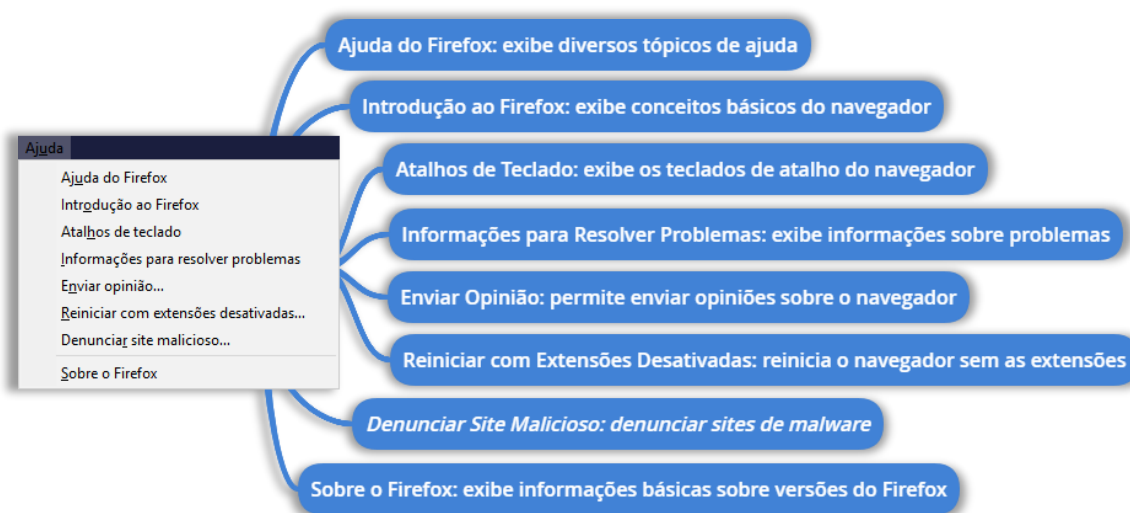 Ajuda
Ajuda do Firefox
Introdução ao Firefox
Atalhos de teclado
Informações para resolver problemas
Enviar opinião...
Reiniciar com extensões desativadas...
Denunciar site malicioso...
Sobre o Firefox
Ajuda do Firefox: exibe diversos tópicos de ajuda
Introdução ao Firefox: exibe conceitos básicos do navegador
Atalhos de Teclado: exibe os teclados de atalho do navegador
Informações para Resolver Problemas: exibe informações sobre problemas
Enviar Opinião: permite enviar opiniões sobre o navegador
Reiniciar com Extensões Desativadas: reinicia o navegador sem as extensões
Denunciar Site Malicioso: denunciar sites de malware
Sobre o Firefox: exibe informações básicas sobre versões do Firefox